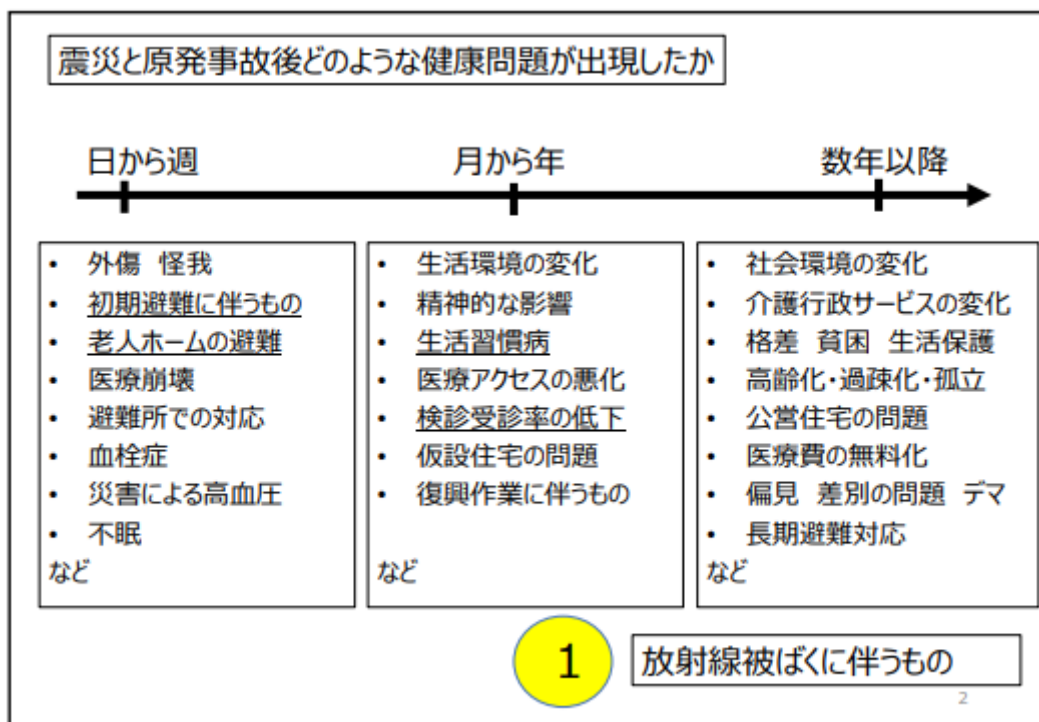 震災と原発事故後どのような健康問題が出現したか
日から週
月から年
数年以降
• 外傷 怪我
• 初期避難に伴うもの
• 老人ホームの避難
• 医療崩壊
• 避難所での対応
• 血栓症
• 災害による高血圧
• 不眠
など
• 生活環境の変化
• 精神的な影響
• 生活習慣病
• 医療アクセスの悪化
• 検診受診率の低下
• 仮設住宅の問題
• 復興作業に伴うもの
など
• 社会環境の変化
• 介護行政サービスの変化
• 格差 貧困 生活保護
• 高齢化・過疎化・孤立
• 公営住宅の問題
• 医療費の無料化
• 偏見 差別の問題 デマ
• 長期避難対応
など
1
放射線被ばくに伴うもの
2